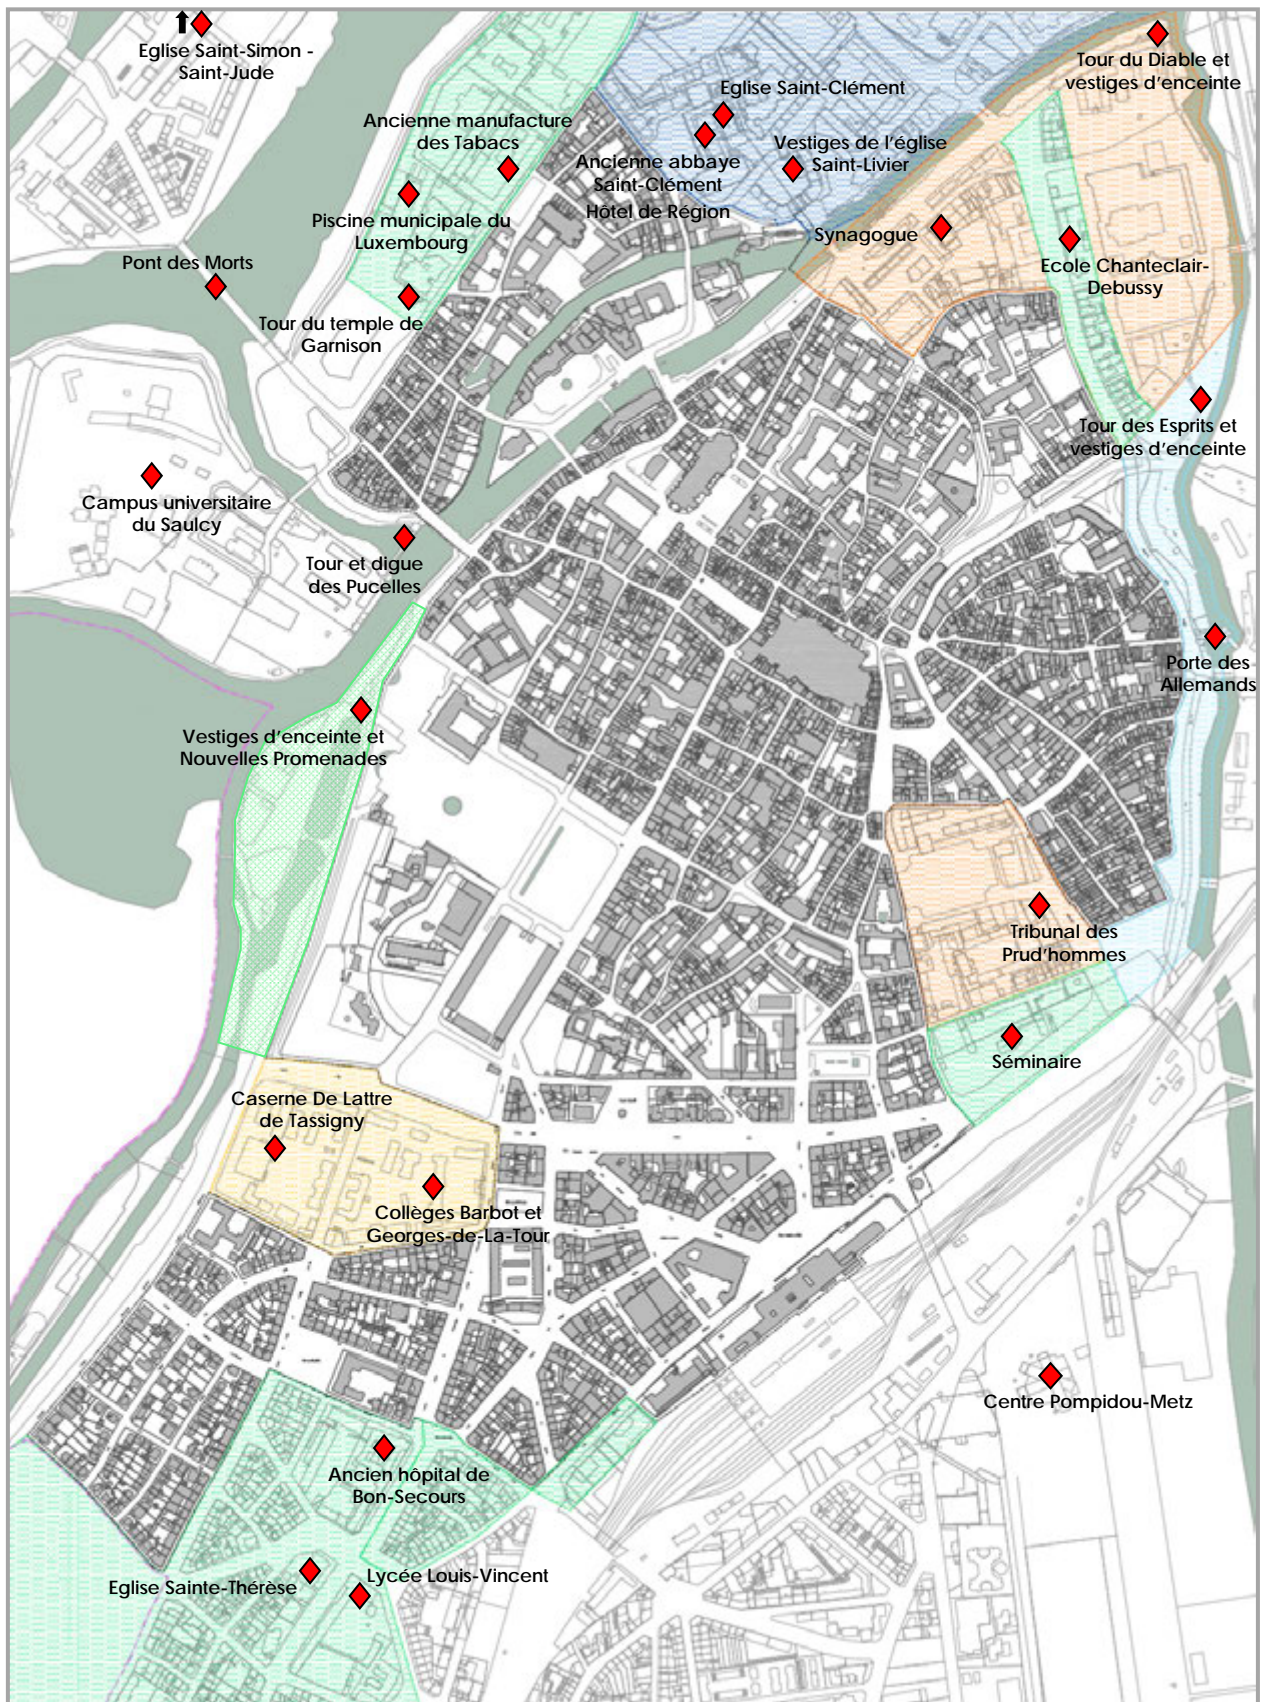 Eglise Saint-Simon -
Saint-Jude
Tour du Diable et
vestiges d'enceinte
Eglise Saint-Clément
Ancienne manufacture
des Tabacs
Ancienne abbaye
Saint-Clément
Hôtel de Région
Vestiges de l'église
Saint-Livier
Piscine municipale du
Luxembourg
Synagogue
Ecole Chanteclair-
Debussy
Pont des Morts
Tour du temple de
Garnison
Tour des Esprits et
vestiges d'enceinte
Campus universitaire
du Saulcy
Tour et digue
des Pucelles
Porte des
Allemands
Vestiges d'enceinte et
Nouvelles Promenades
Tribunal des
Prud'hommes
Séminaire
Caserne De Lattre
de Tassigny
Collèges Barbot et
Georges-de-La-Tour
Centre Pompidou-Metz
Ancien hôpital de
Bon-Secours
Eglise Sainte-Thérèse
Lycée Louis-Vincent